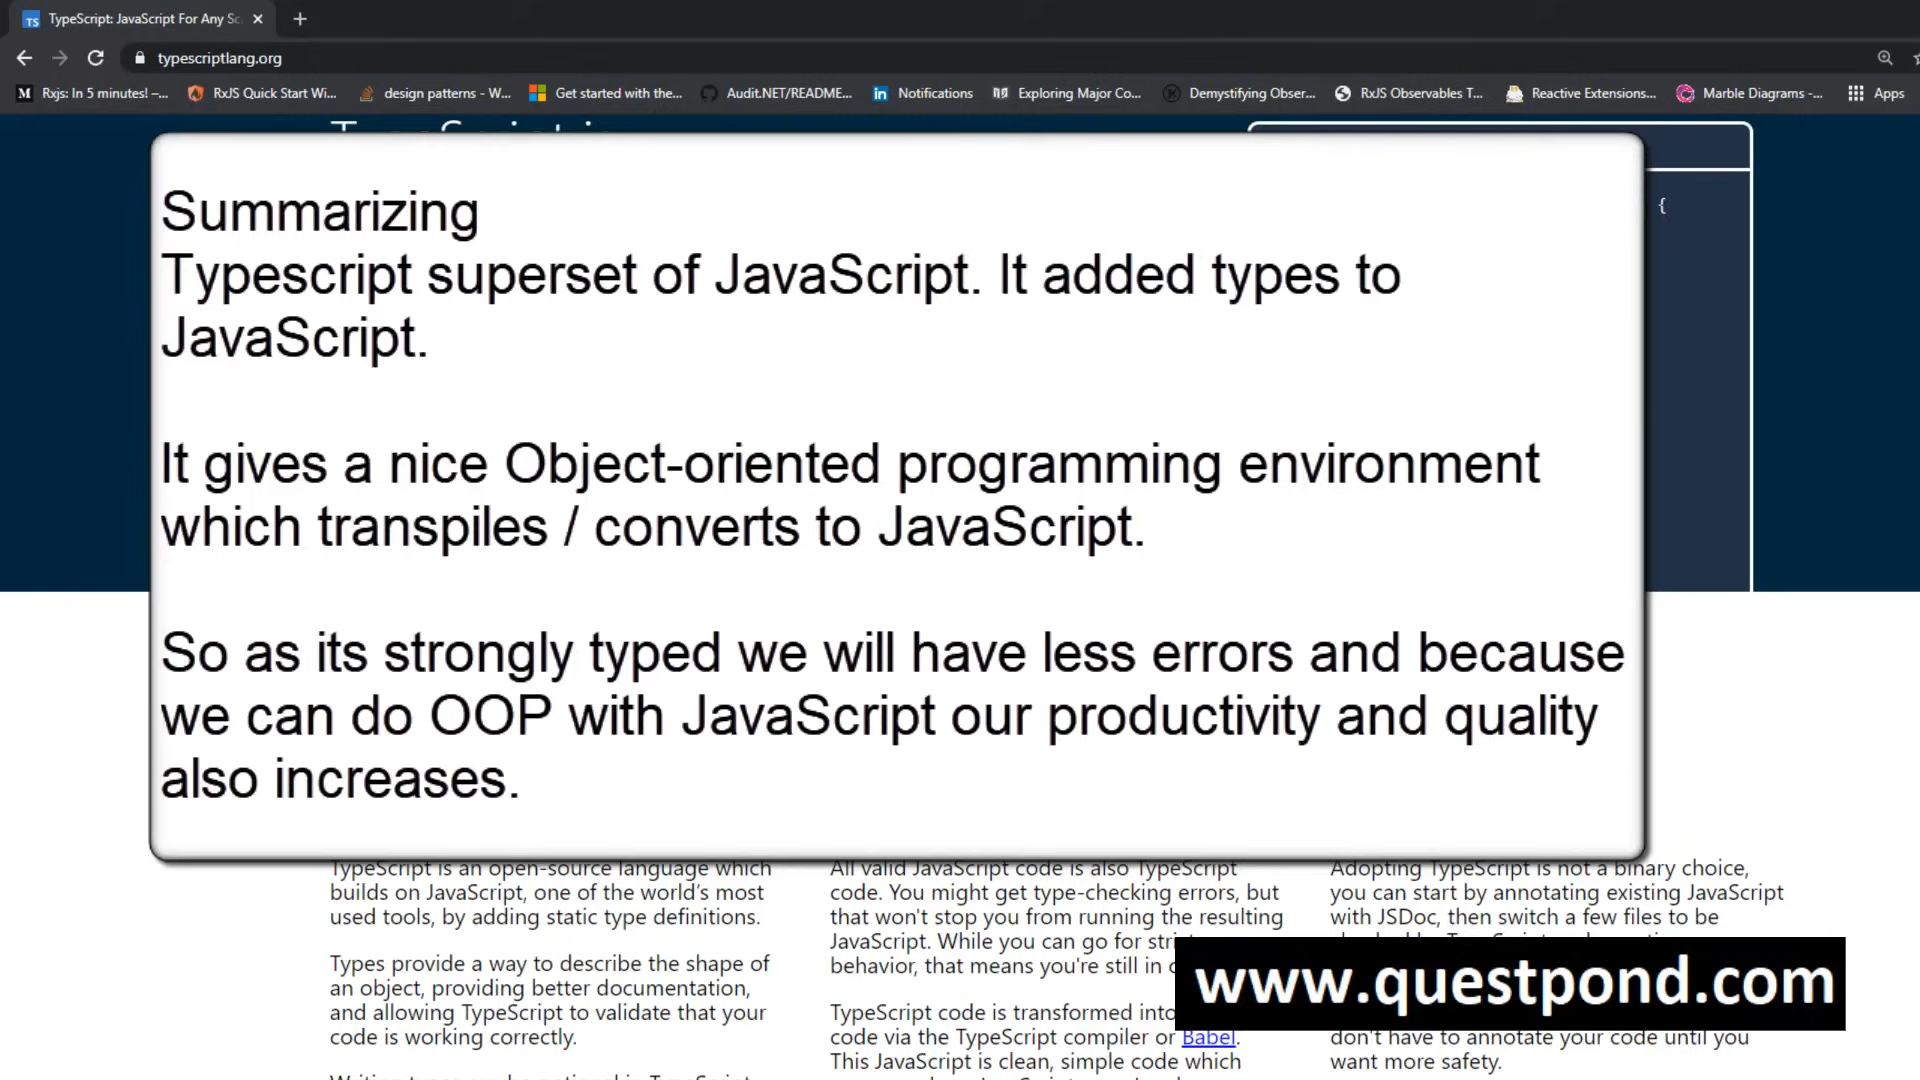 TypeScript: JavaScript For Any Sc
typescriptlang.org
Rxjs: In 5 minutes! –...
RxJS Quick Start Wi...
design patterns - W...
Get started with the...
Audit.NET/README...
Notifications
Exploring Major Co...
Demystifying Obser...
RxJS Observables T...
Reactive Extensions...
Marble Diagrams -...
Apps
{
Summarizing
Typescript superset of JavaScript. It added types to
JavaScript.
It gives a nice Object-oriented programming environment
which transpiles / converts to JavaScript.
So as its strongly typed we will have less errors and because
we can do OOP with JavaScript our productivity and quality
also increases.
TypeScript is an open-source language which
builds on JavaScript, one of the world's most
used tools, by adding static type definitions.
Types provide a way to describe the shape of
an object, providing better documentation,
and allowing TypeScript to validate that your
code is working correctly.
All valid JavaScript code is also TypeScript
code. You might get type-checking errors, but
that won't stop you from running the resulting
JavaScript. While you can go for
behavior, that means you're still in
TypeScript code is transformed into
code via the TypeScript compiler or Babel.
This JavaScript is clean, simple code which
Adopting TypeScript is not a binary choice,
you can start by annotating existing JavaScript
with JSDoc, then switch a few files to be
don't have to annotate your code until you
want more safety.
www.questpond.com